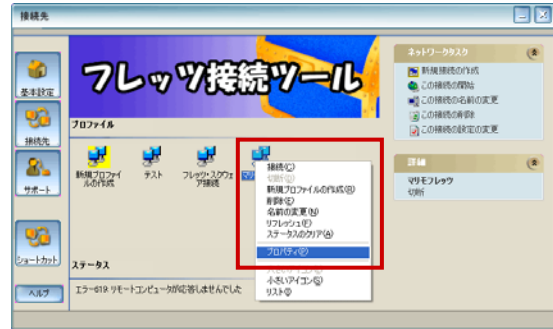 接続先
フレッツ接続ツール
基本設定
接続先
サポート
ショートカット
ヘルプ
プロファイル
新規プロファイ
ルの作成
テスト
フレッツ・スクウェ
ア接続
接続(C)
切断(D)
新規プロファイルの作成(R)
削除(E)
名前の変更(N)
リフレッシュ(F)
ステータスのクリア(A)
プロパティ(P)
小さいアイコン(S)
リスト
ステータス
エラー619: リモートコンピュータが応答しませんでした
ネットワークタスク
新規接続の作成
この接続の開始
この接続の名前の変更
この接続の削除
この接続の設定の変更
詳細
マリモフレッツ
切断